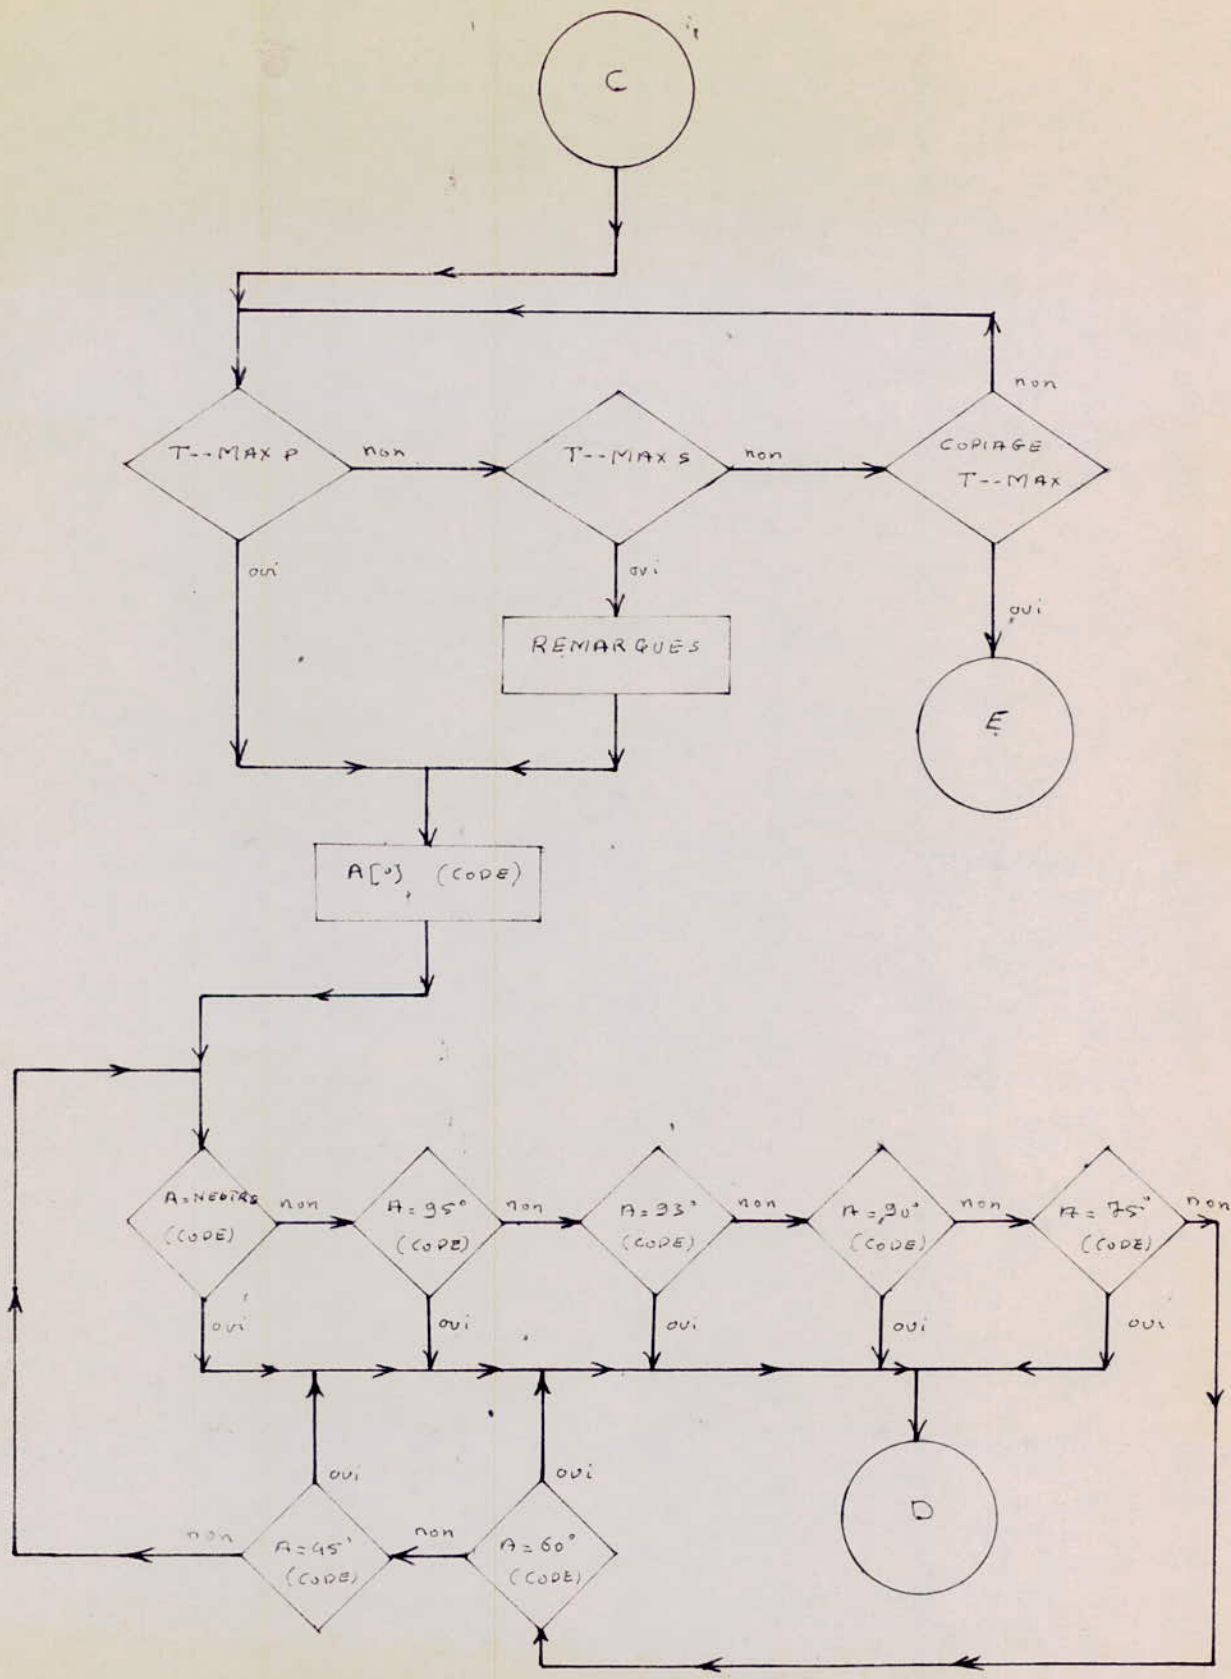 C
non
T--MAX P
non
T--MAX S
non
COPIAGE
T--MAX
oui
oui
oui
REMARQUES
E
A[°] (CODE)
A=NEUTRE
(CODE)
non
A=95°
(CODE)
non
A=93°
(CODE)
non
A=90°
(CODE)
non
A=75°
(CODE)
non
oui
oui
oui
oui
oui
oui
oui
non
A=45°
(CODE)
non
A=60°
(CODE)
D